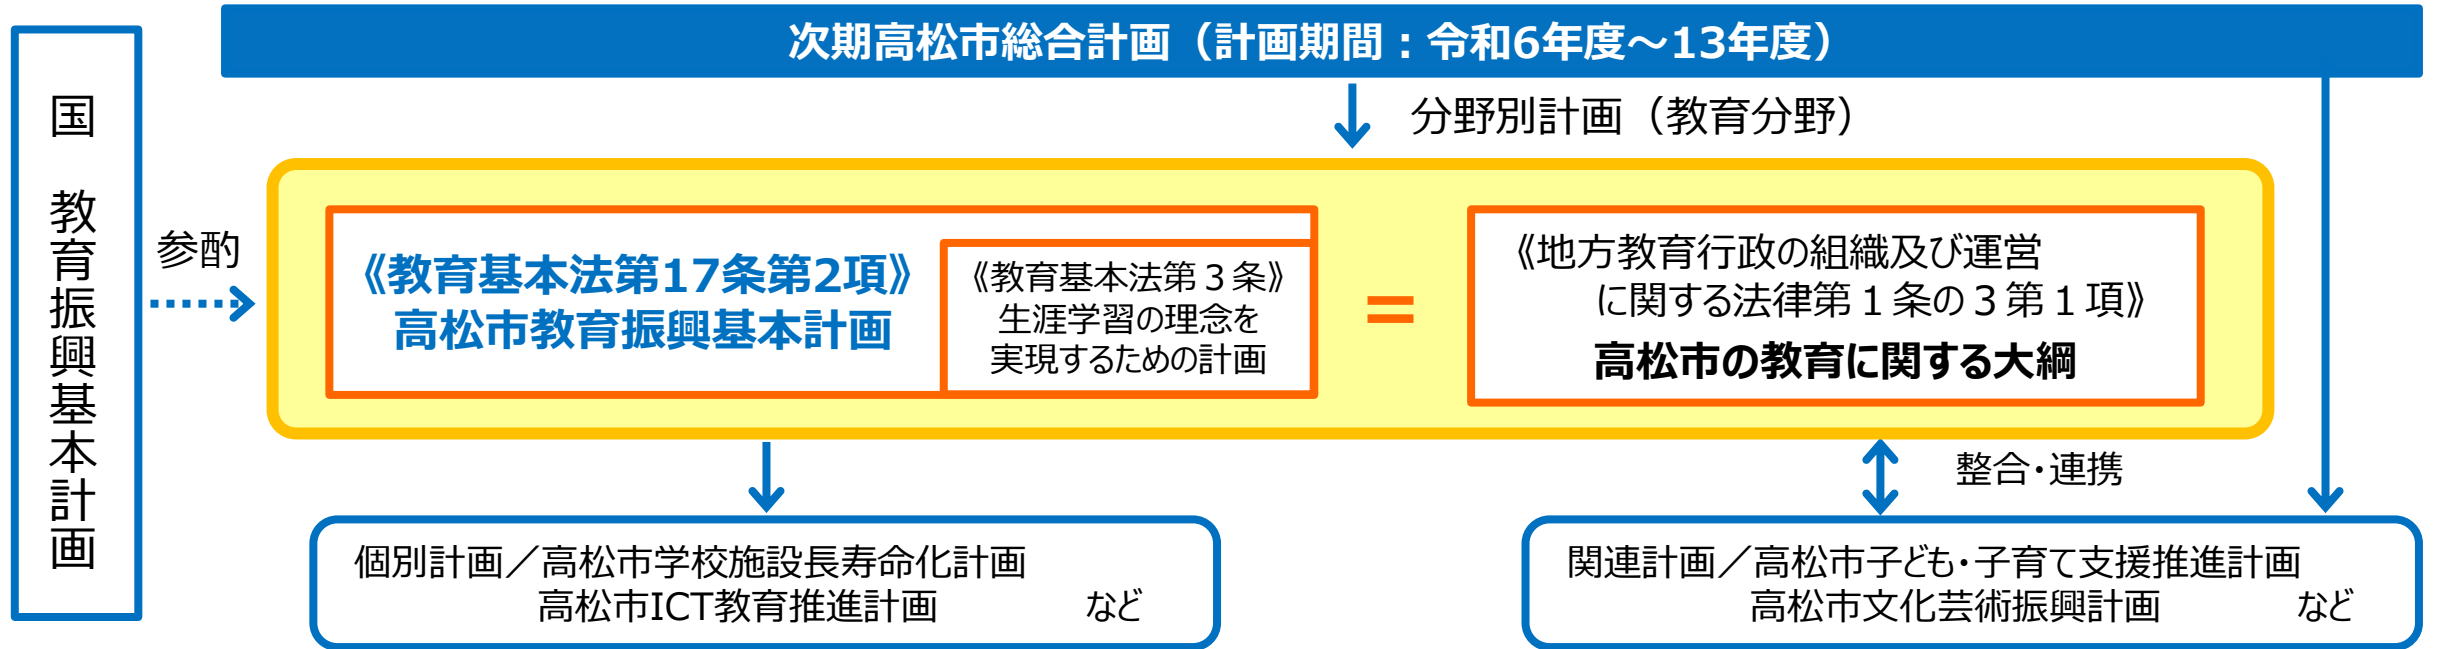 次期高松市総合計画（計画期間：令和6年度～13年度）
国　教育振興基本計画
分野別計画（教育分野）
参酌
《教育基本法第17条第2項》
高松市教育振興基本計画
《教育基本法第３条》
生涯学習の理念を
実現するための計画
＝
《地方教育行政の組織及び運営
に関する法律第１条の３第１項》
高松市の教育に関する大綱
整合・連携
個別計画／高松市学校施設長寿命化計画
高松市ICT教育推進計画　　　　など
関連計画／高松市子ども・子育て支援推進計画
高松市文化芸術振興計画　　　　など